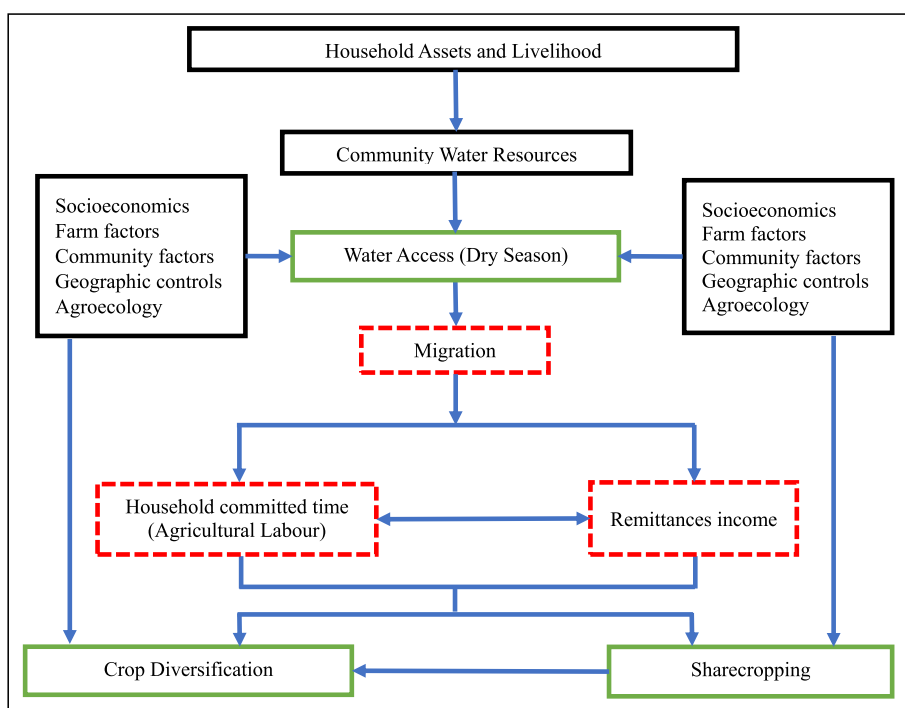 Household Assets and Livelihood
Community Water Resources
Socioeconomics
Farm factors
Community factors
Geographic controls
Agroecology
Water Access (Dry Season)
Socioeconomics
Farm factors
Community factors
Geographic controls
Agroecology
Migration
Household committed time
(Agricultural Labour)
Remittances income
Crop Diversification
Sharecropping